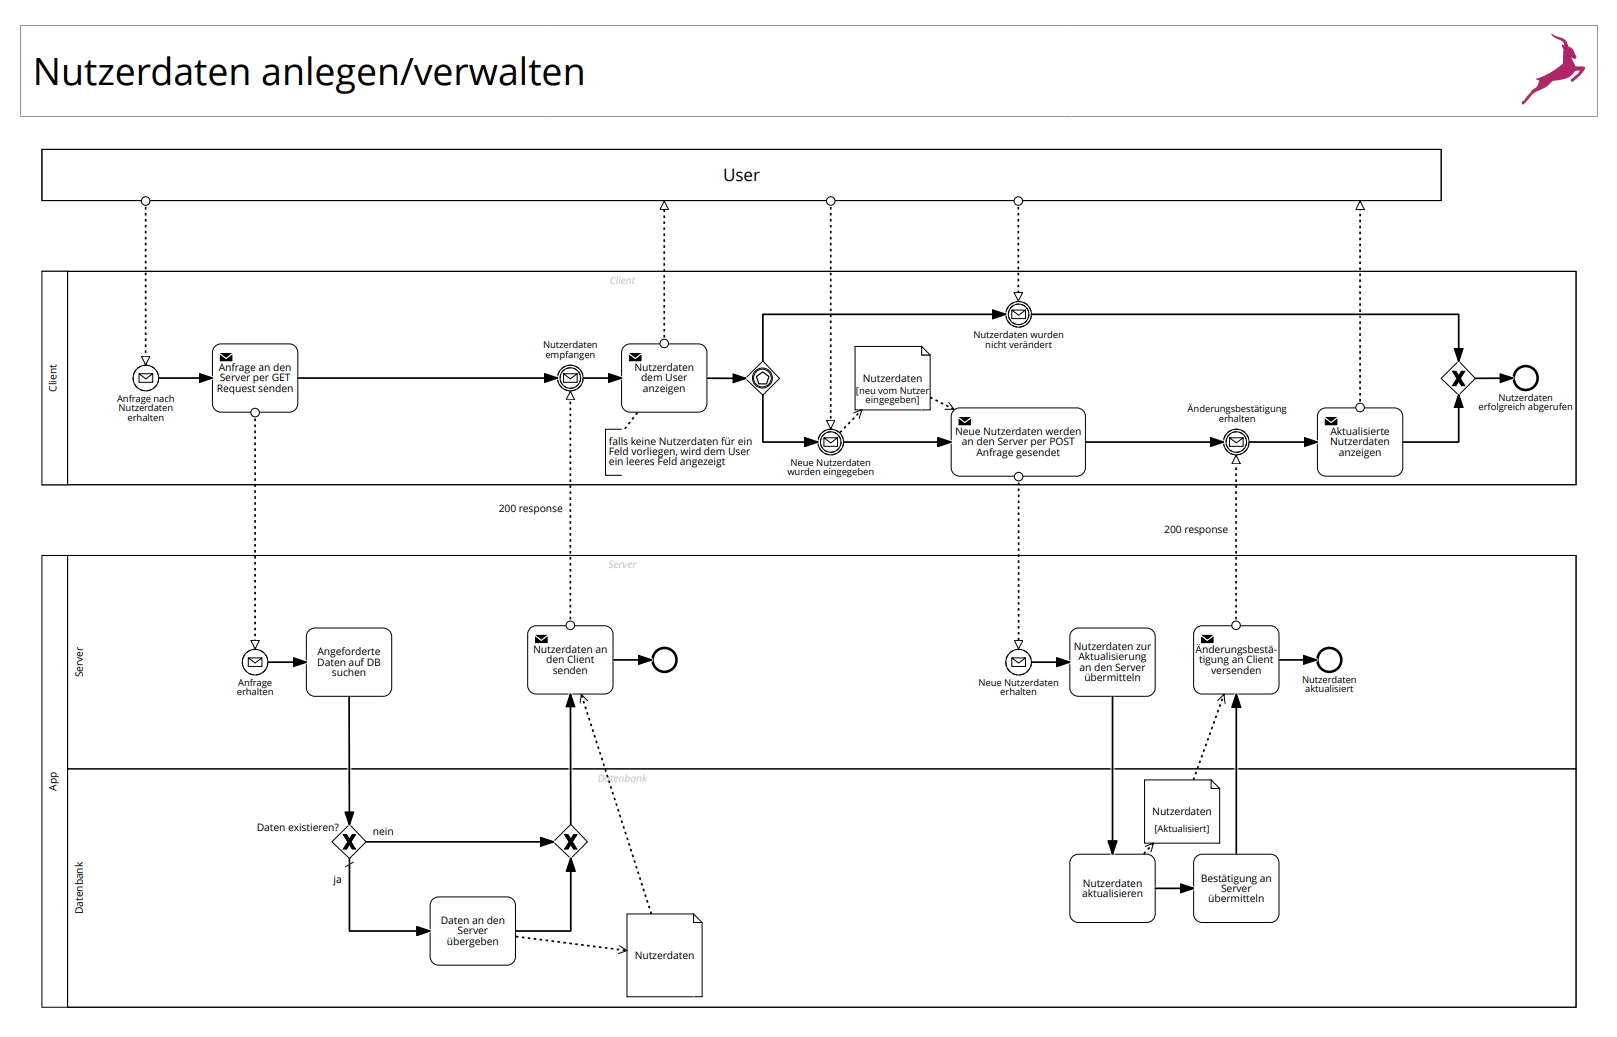 Nutzerdaten anlegen/verwalten
User
Client
Client
Anfrage nach
Nutzerdaten
erhalten
Anfrage an den
Server per GET
Request senden
Nutzerdaten
empfangen
Nutzerdaten
dem User
anzeigen
falls keine Nutzerdaten für ein
Feld vorliegen, wird dem User
ein leeres Feld angezeigt
Nutzerdaten wurden
nicht verändert
Nutzerdaten
[neu vom Nutzer
eingegeben]
Neue Nutzerdaten
wurden eingegeben
Neue Nutzerdaten werden
an den Server per POST
Anfrage gesendet
Änderungsbestätigung
erhalten
Aktualisierte
Nutzerdaten
anzeigen
Nutzerdaten
erfolgreich abgerufen
200 response
200 response
App
Server
Server
Anfrage
erhalten
Angeforderte
Daten auf DB
suchen
Nutzerdaten an
den Client
senden
Neue Nutzerdaten
erhalten
Nutzerdaten zur
Aktualisierung
an den Server
übermitteln
Änderungsbestä-
tigung an Client
versenden
Nutzerdaten
aktualisiert
Datenbank
Datenbank
Daten existieren?
nein
ja
Daten an den
Server
übergeben
Nutzerdaten
Nutzerdaten
[Aktualisiert]
Nutzerdaten
aktualisieren
Bestätigung an
Server
übermitteln